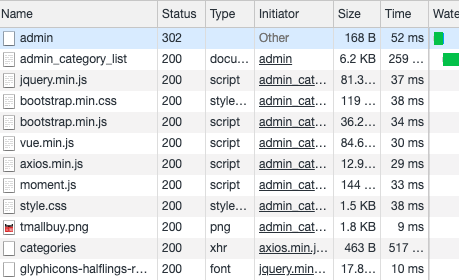 Name Status Type Initiator Size Time Wate
admin 302 Other 168 B 52 ms
admin_category_list 200 docu... admin 6.2 KB 259 ...
jquery.min.js 200 script admin_cat... 81.3... 37 ms
bootstrap.min.css 200 style... admin_cat... 119 ... 38 ms
bootstrap.min.js 200 script admin_cat... 36.2... 34 ms
vue.min.js 200 script admin_cat... 84.6... 30 ms
axios.min.js 200 script admin_cat... 12.9... 29 ms
moment.js 200 script admin_cat... 144 ... 33 ms
style.css 200 style... admin_cat... 1.5 KB 38 ms
tmallbuy.png 200 png admin_cat... 1.8 KB 9 ms
categories 200 xhr axios.min.j... 463 B 517 ...
glyphicons-halflings-r... 200 font jquery.min... 17.8... 10 ms